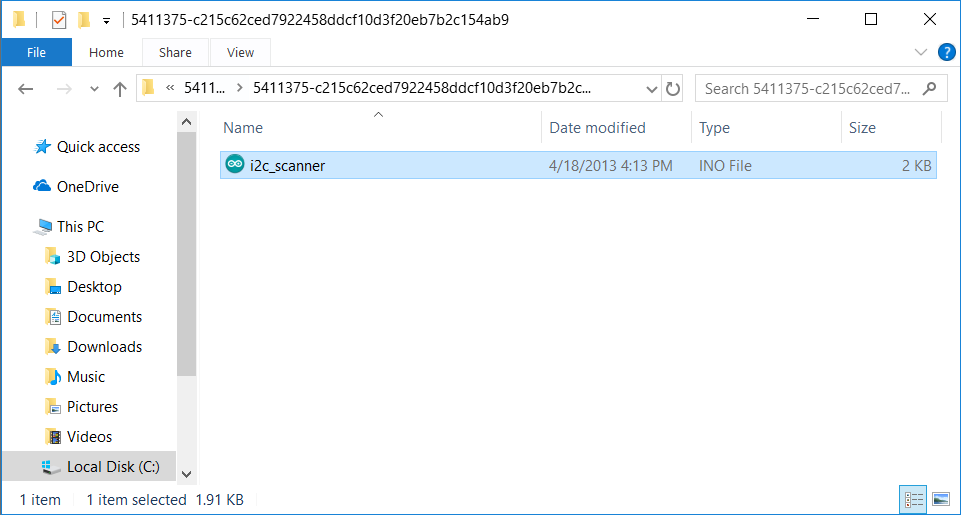 5411375-c215c62ced7922458ddcf10d3f20eb7b2c154ab9
File Home Share View ?
« 5411... > 5411375-c215c62ced7922458ddcf10d3f20eb7b2c... Search 5411375-c215c62ced7...
Name Date modified Type Size
i2c_scanner 4/18/2013 4:13 PM INO File 2 KB
Quick access
OneDrive
This PC
3D Objects
Desktop
Documents
Downloads
Music
Pictures
Videos
Local Disk (C:)
1 item 1 item selected 1.91 KB